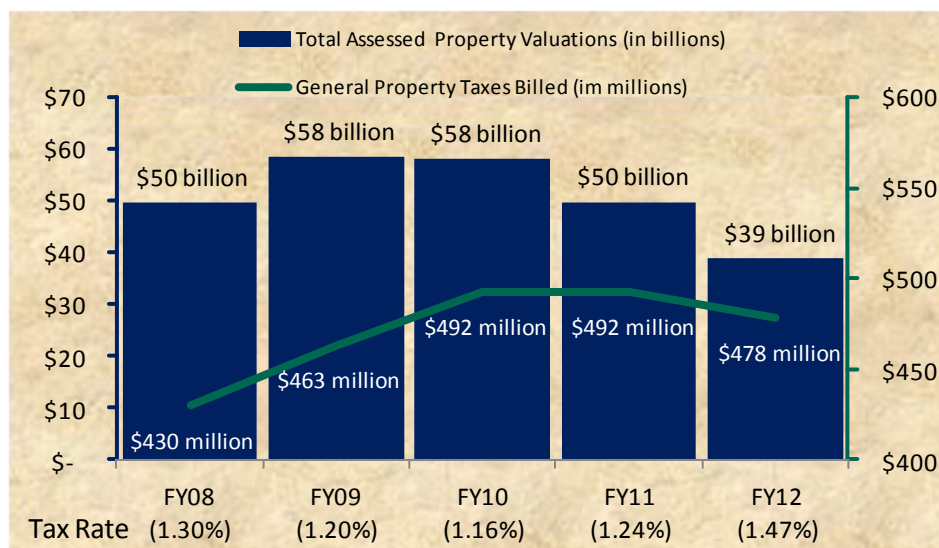 Total Assessed Property Valuations (in billions)
General Property Taxes Billed (im millions)
$70
$60
$50
$40
$30
$20
$10
$-
$600
$550
$500
$450
$400
$50 billion
$58 billion
$58 billion
$50 billion
$39 billion
$430 million
$463 million
$492 million
$492 million
$478 million
FY08 FY09 FY10 FY11 FY12
Tax Rate (1.30%) (1.20%) (1.16%) (1.24%) (1.47%)